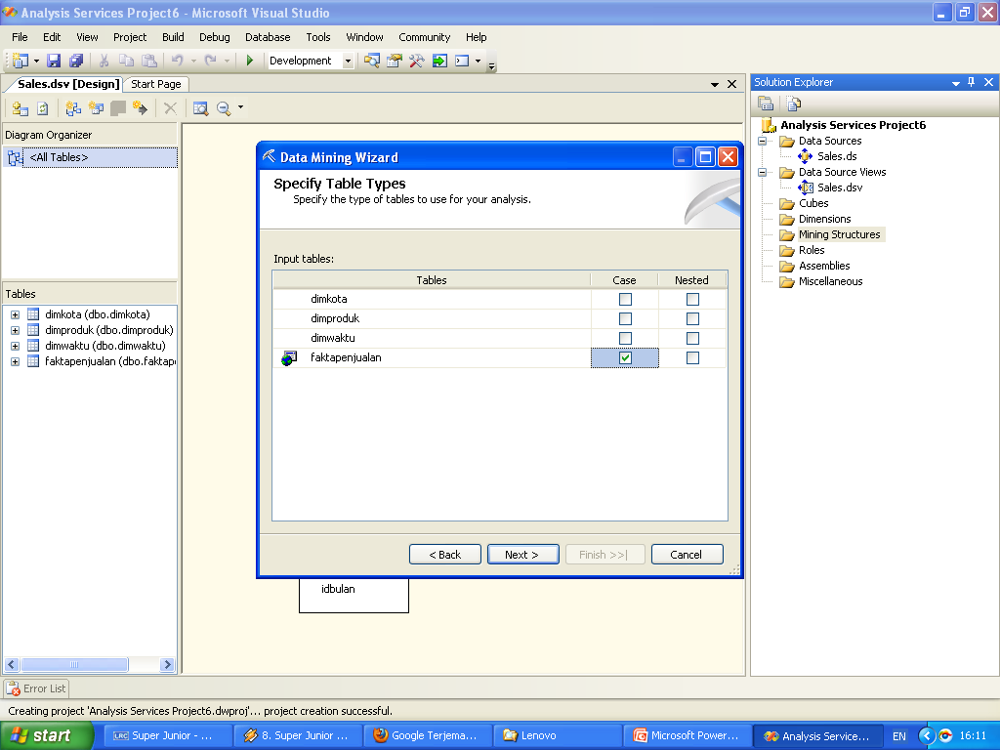 Analysis Services Project6 - Microsoft Visual Studio
File Edit View Project Build Debug Database Tools Window Community Help
Development
Sales.dsv [Design] Start Page
Diagram Organizer
<All Tables>
Tables
dimkota (dbo.dimkota)
dimproduk (dbo.dimproduk)
dimwaktu (dbo.dimwaktu)
faktapenjualan (dbo.faktape
Data Mining Wizard
Specify Table Types
Specify the type of tables to use for your analysis.
Input tables:
Tables Case Nested
dimkota
dimproduk
dimwaktu
faktapenjualan
< Back Next > Finish >>| Cancel
idbulan
Solution Explorer
Analysis Services Project6
Data Sources
Sales.ds
Data Source Views
Sales.dsv
Cubes
Dimensions
Mining Structures
Roles
Assemblies
Miscellaneous
Error List
Creating project 'Analysis Services Project6.dwproj'... project creation successful.
start LRC Super Junior - ... 8. Super Junior ... Google Terjema... Lenovo Microsoft Power... Analysis Service... EN 16:11